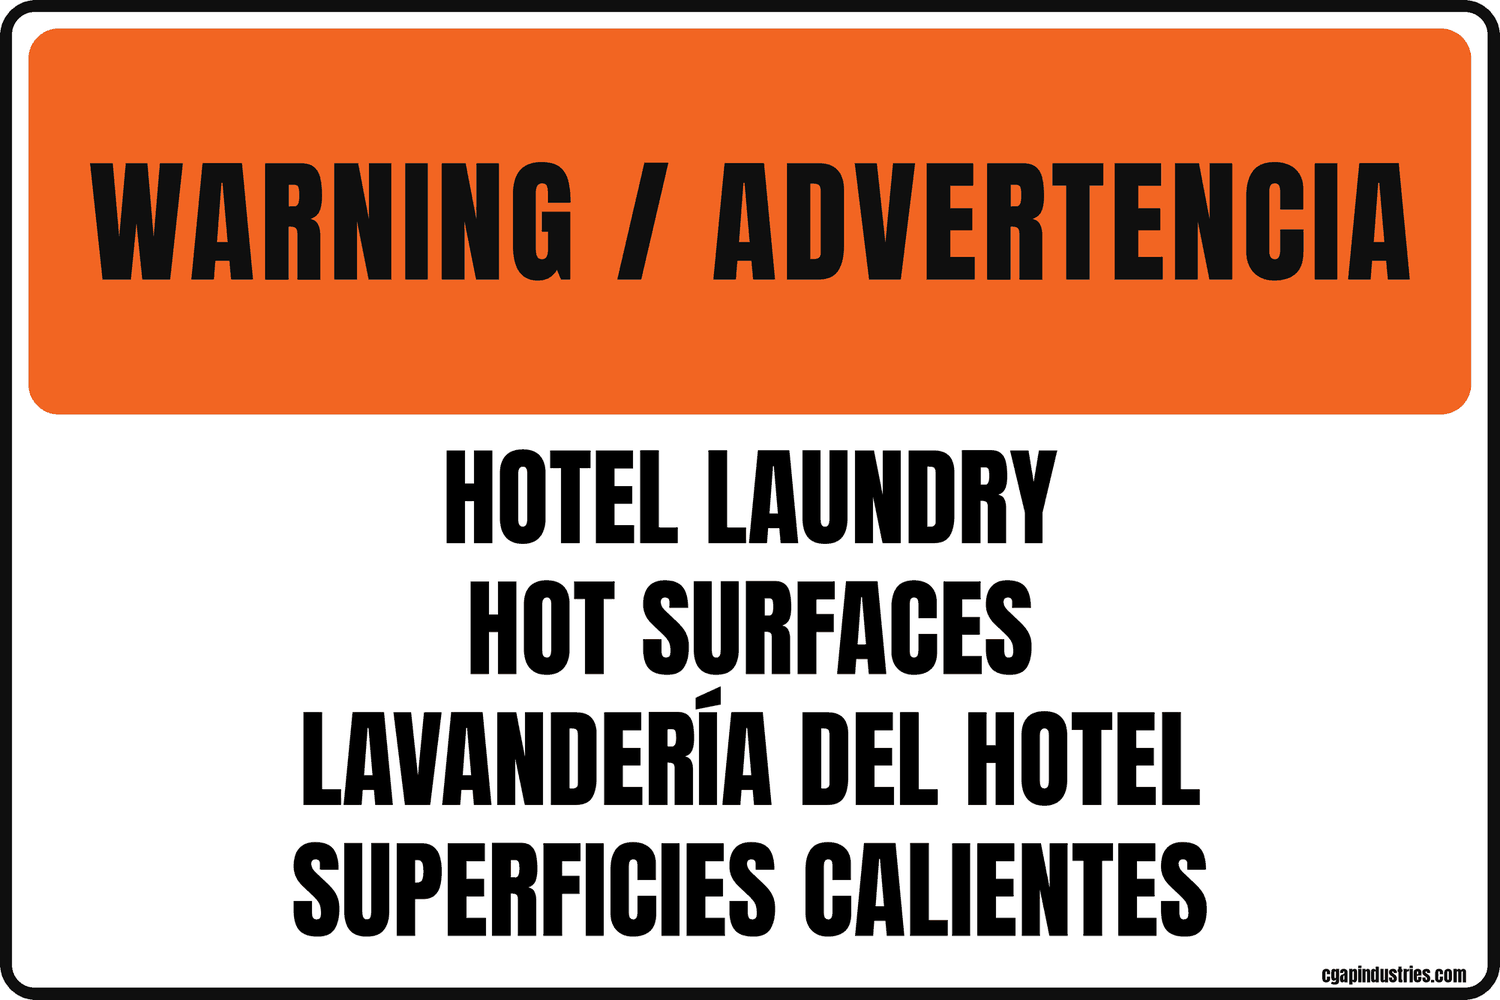 WARNING / ADVERTENCIA
HOTEL LAUNDRY
HOT SURFACES
LAVANDERÍA DEL HOTEL
SUPERFICIES CALIENTES
cgapindustries.com